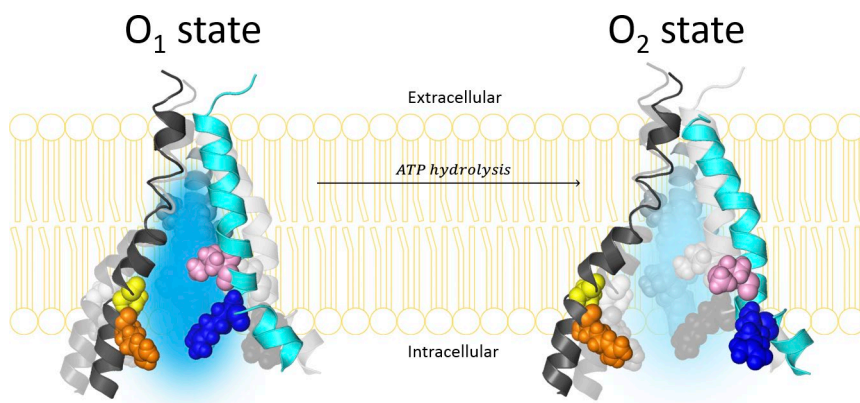 O₁ state
O₂ state
Extracellular
ATP hydrolysis
Intracellular